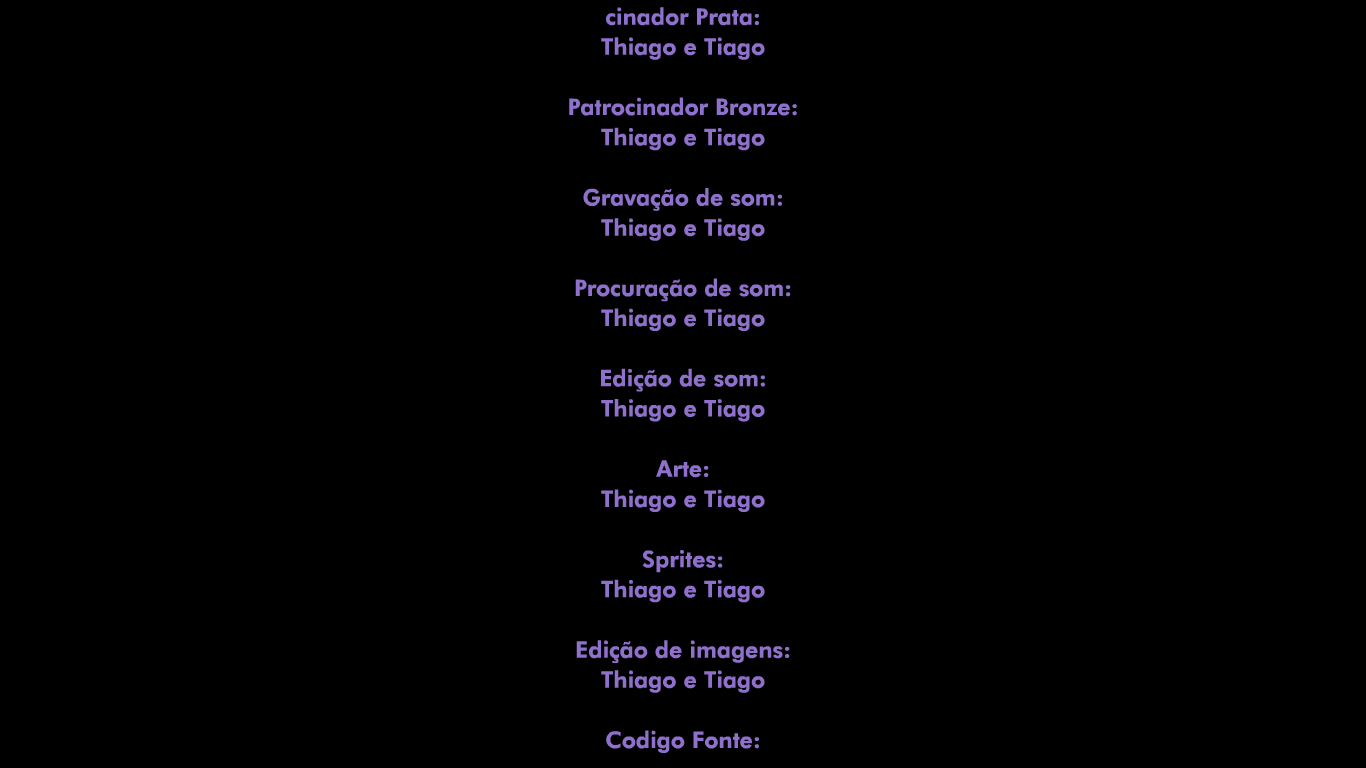 cinador Prata:
Thiago e Tiago
Patrocinador Bronze:
Thiago e Tiago
Gravação de som:
Thiago e Tiago
Procuração de som:
Thiago e Tiago
Edição de som:
Thiago e Tiago
Arte:
Thiago e Tiago
Sprites:
Thiago e Tiago
Edição de imagens:
Thiago e Tiago
Codigo Fonte: